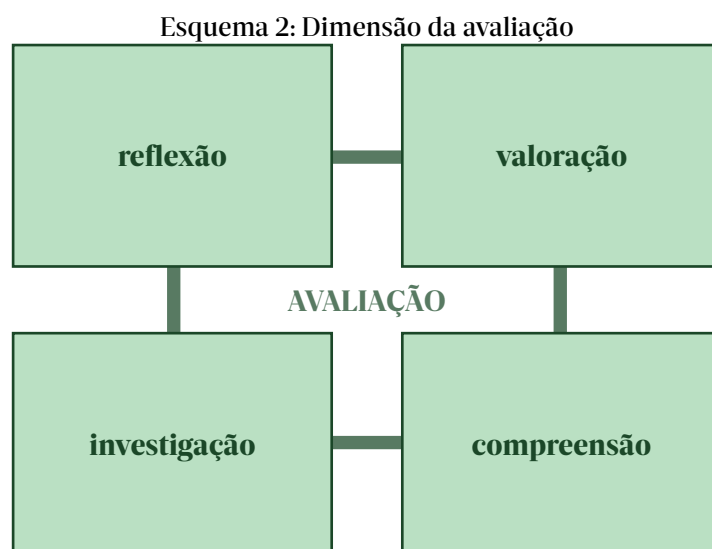 Esquema 2: Dimensão da avaliação
reflexão
valoração
AVALIAÇÃO
investigação
compreensão